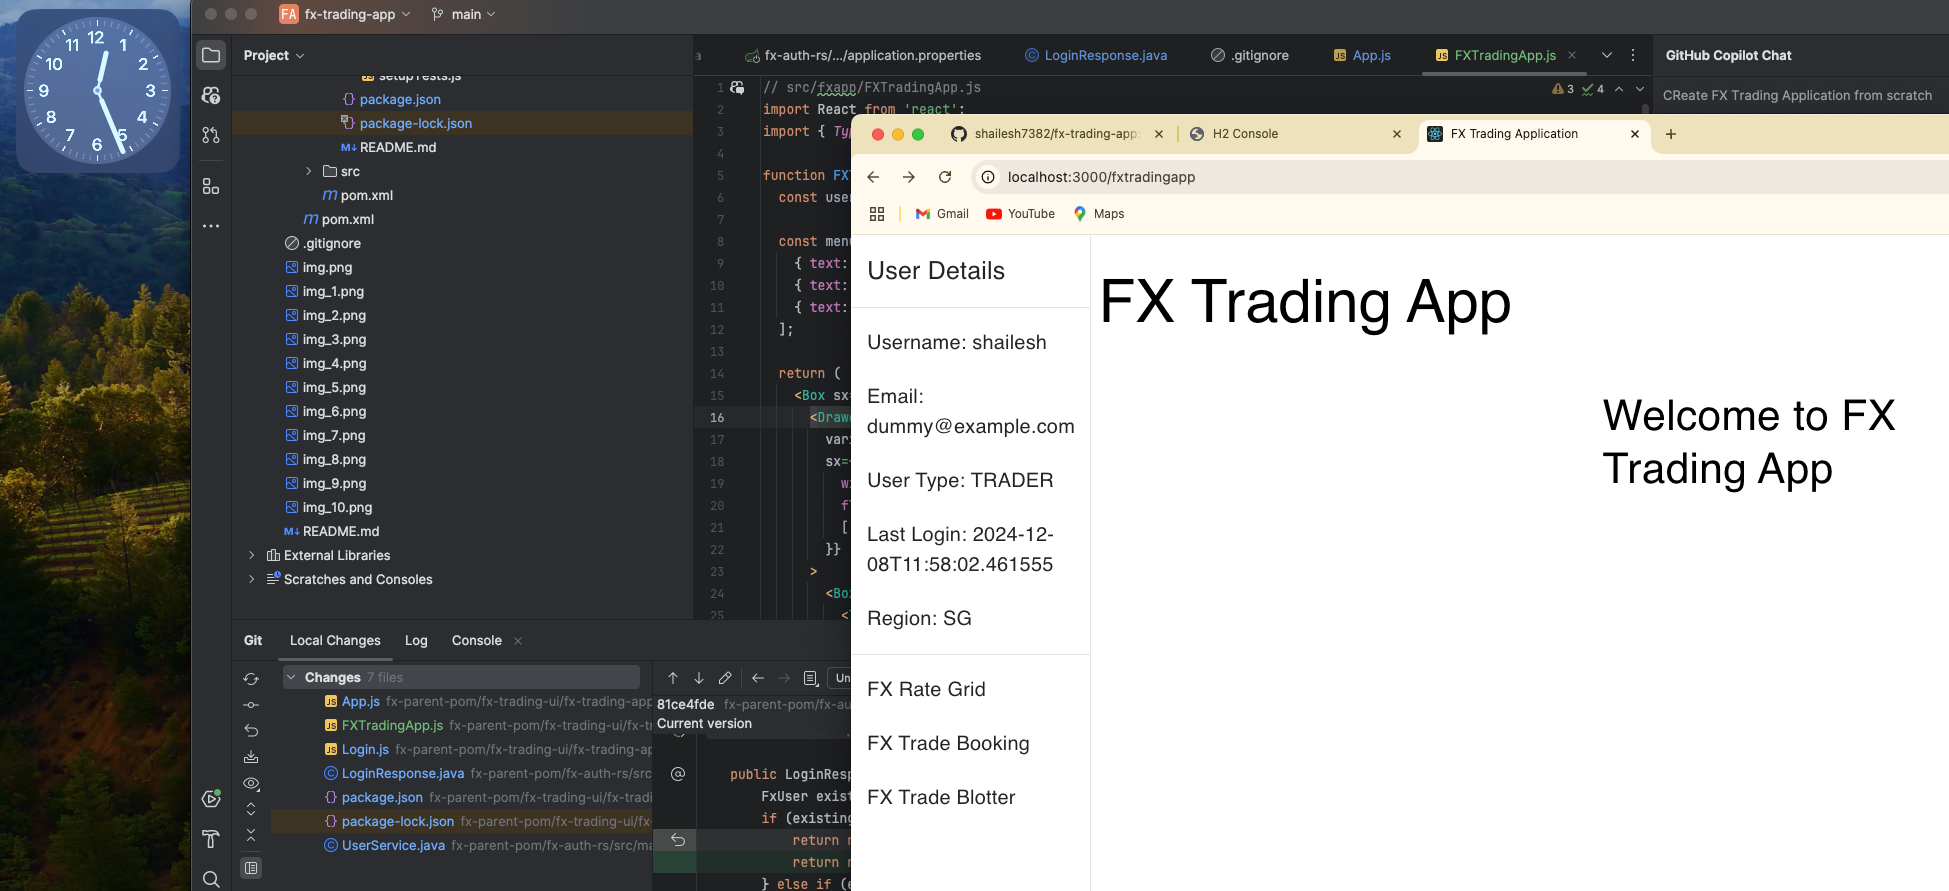 12
1
2
3
4
5
6
7
8
9
10
11
FA fx-trading-app
main
Project
setupTests.js
package.json
package-lock.json
README.md
src
pom.xml
pom.xml
.gitignore
img.png
img_1.png
img_2.png
img_3.png
img_4.png
img_5.png
img_6.png
img_7.png
img_8.png
img_9.png
img_10.png
README.md
External Libraries
Scratches and Consoles
fx-auth-rs/.../application.properties
LoginResponse.java
.gitignore
App.js
FXTradingApp.js
GitHub Copilot Chat
CReate FX Trading Application from scratch
3 4
1 // src/fxapp/FXTradingApp.js
2 import React from 'react';
3 import { Ty
4
5 function FX
6 const use
7
8 const men
9 { text:
10 { text:
11 { text:
12 ];
13
14 return (
15 <Box sx=
16 <Draw
17 var
18 sx=
19 w
20 f
21 [
22 }}
23 >
24 <Bo
25 <
shailesh7382/fx-trading-app:
H2 Console
FX Trading Application
localhost:3000/fxtradingapp
Gmail
YouTube
Maps
User Details
Username: shailesh
Email:
dummy@example.com
User Type: TRADER
Last Login: 2024-12-
08T11:58:02.461555
Region: SG
FX Rate Grid
FX Trade Booking
FX Trade Blotter
FX Trading App
Welcome to FX
Trading App
Git
Local Changes
Log
Console
Changes 7 files
App.js fx-parent-pom/fx-trading-ui/fx-trading-app
FXTradingApp.js fx-parent-pom/fx-trading-ui/fx-tr
Login.js fx-parent-pom/fx-trading-ui/fx-trading-ap
LoginResponse.java fx-parent-pom/fx-auth-rs/src
package.json fx-parent-pom/fx-trading-ui/fx-tradi
package-lock.json fx-parent-pom/fx-trading-ui/fx
UserService.java fx-parent-pom/fx-auth-rs/src/ma
Un
81ce4fde fx-parent-pom/fx-au
Current version
public LoginResp
FxUser exist
if (existing
return
return
} else if (